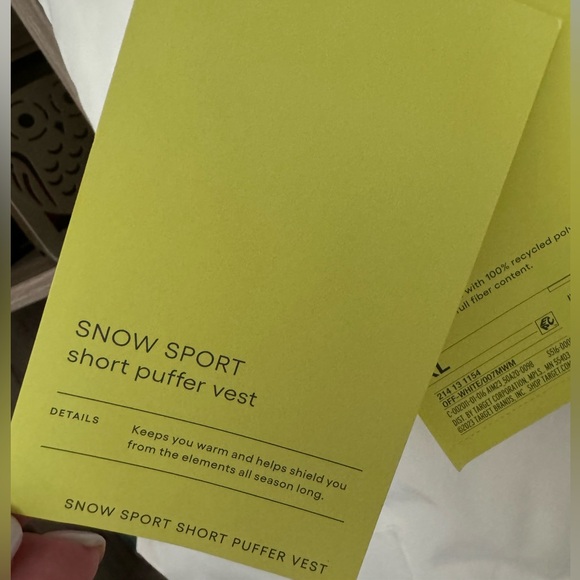 SNOW SPORT
short puffer vest
DETAILS
Keeps you warm and helps shield you
from the elements all season long.
SNOW SPORT SHORT PUFFER VEST
with 100% recycled
full fiber content.
214 13 1154
OFF-WHITE/007MWM
DIST. BY TARGET CORPORATION, MPLS., MN 55403
©2023 TARGET BRANDS, INC. SHOP